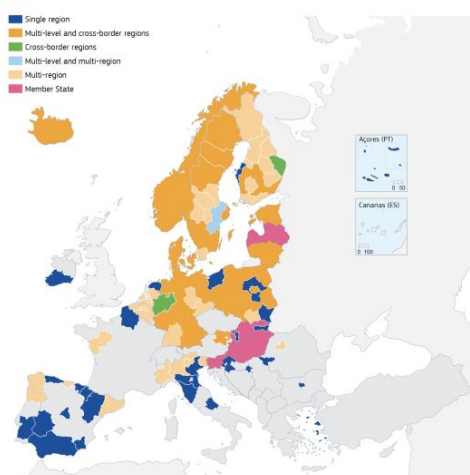 Single region
Multi-level and cross-border regions
Cross-border regions
Multi-level and multi-region
Multi-region
Member State
Açores (PT)
0 50
Canarias (ES)
0 100